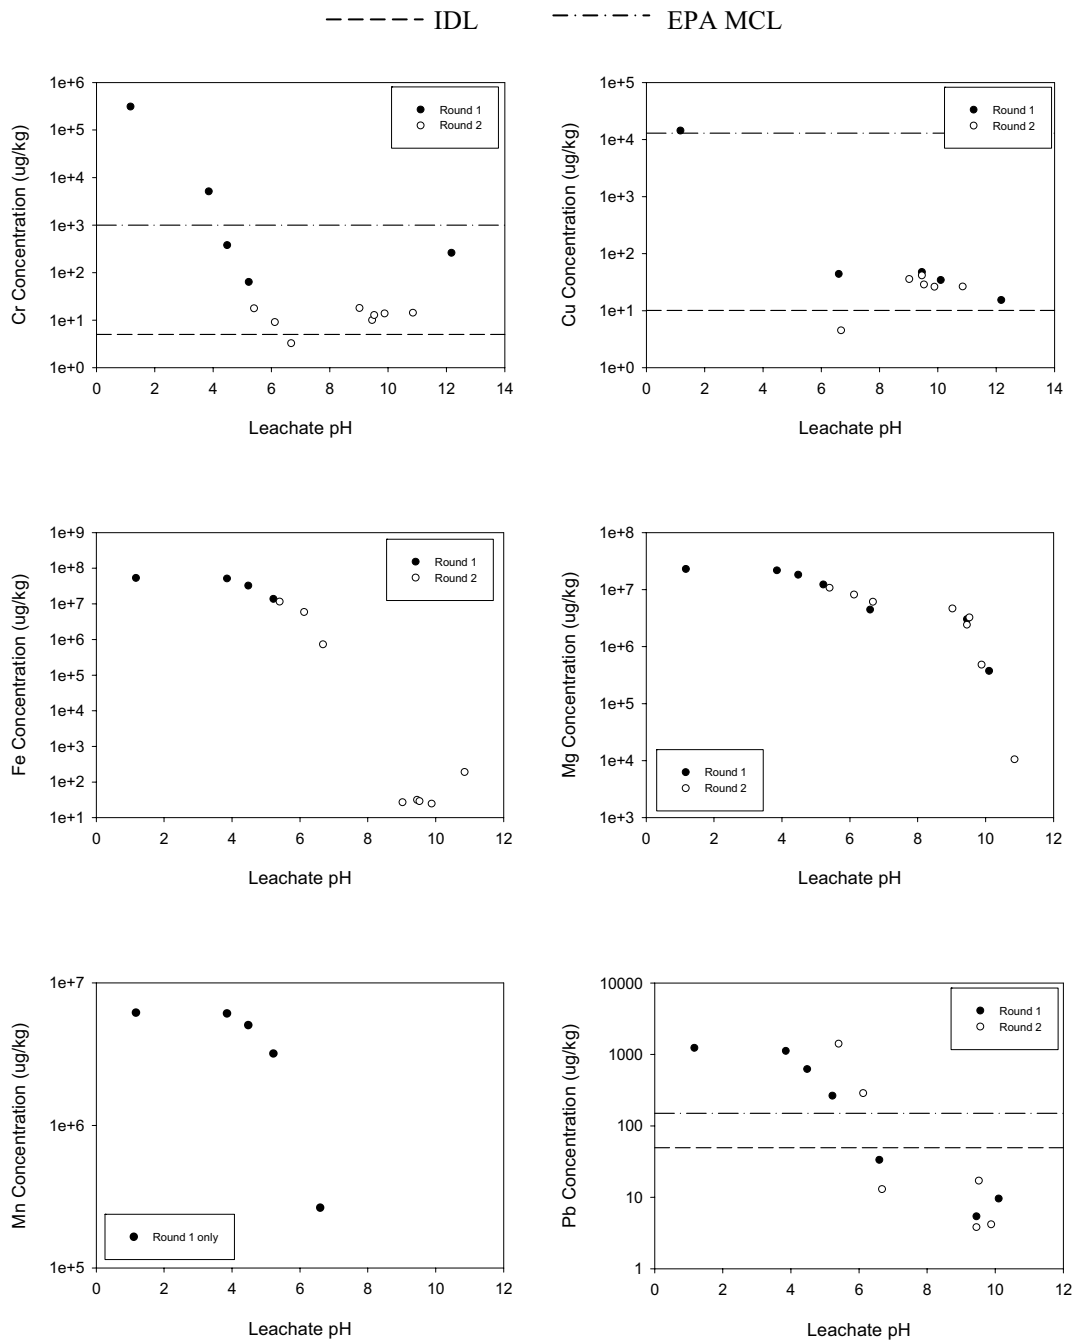 IDL EPA MCL
Cr Concentration (ug/kg)
1e+6
1e+5
1e+4
1e+3
1e+2
1e+1
1e+0
Round 1
Round 2
0 2 4 6 8 10 12 14
Leachate pH
Cu Concentration (ug/kg)
1e+5
1e+4
1e+3
1e+2
1e+1
1e+0
Round 1
Round 2
0 2 4 6 8 10 12 14
Leachate pH
Fe Concentration (ug/kg)
1e+9
1e+8
1e+7
1e+6
1e+5
1e+4
1e+3
1e+2
1e+1
Round 1
Round 2
0 2 4 6 8 10 12
Leachate pH
Mg Concentration (ug/kg)
1e+8
1e+7
1e+6
1e+5
1e+4
1e+3
Round 1
Round 2
0 2 4 6 8 10 12
Leachate pH
Mn Concentration (ug/kg)
1e+7
1e+6
1e+5
Round 1 only
0 2 4 6 8 10 12
Leachate pH
Pb Concentration (ug/kg)
10000
1000
100
10
1
Round 1
Round 2
0 2 4 6 8 10 12
Leachate pH